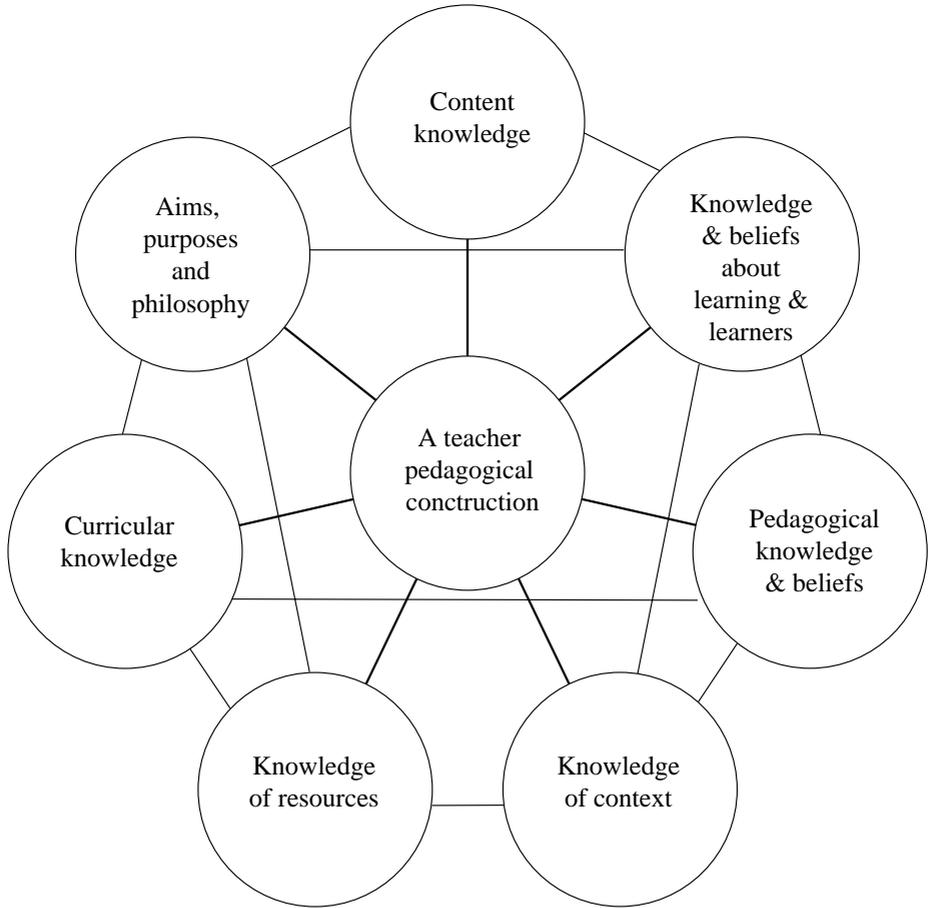 Content
knowledge
Aims,
purposes
and
philosophy
Knowledge
& beliefs
about
learning &
learners
A teacher
pedagogical
conctruction
Curricular
knowledge
Pedagogical
knowledge
& beliefs
Knowledge
of resources
Knowledge
of context